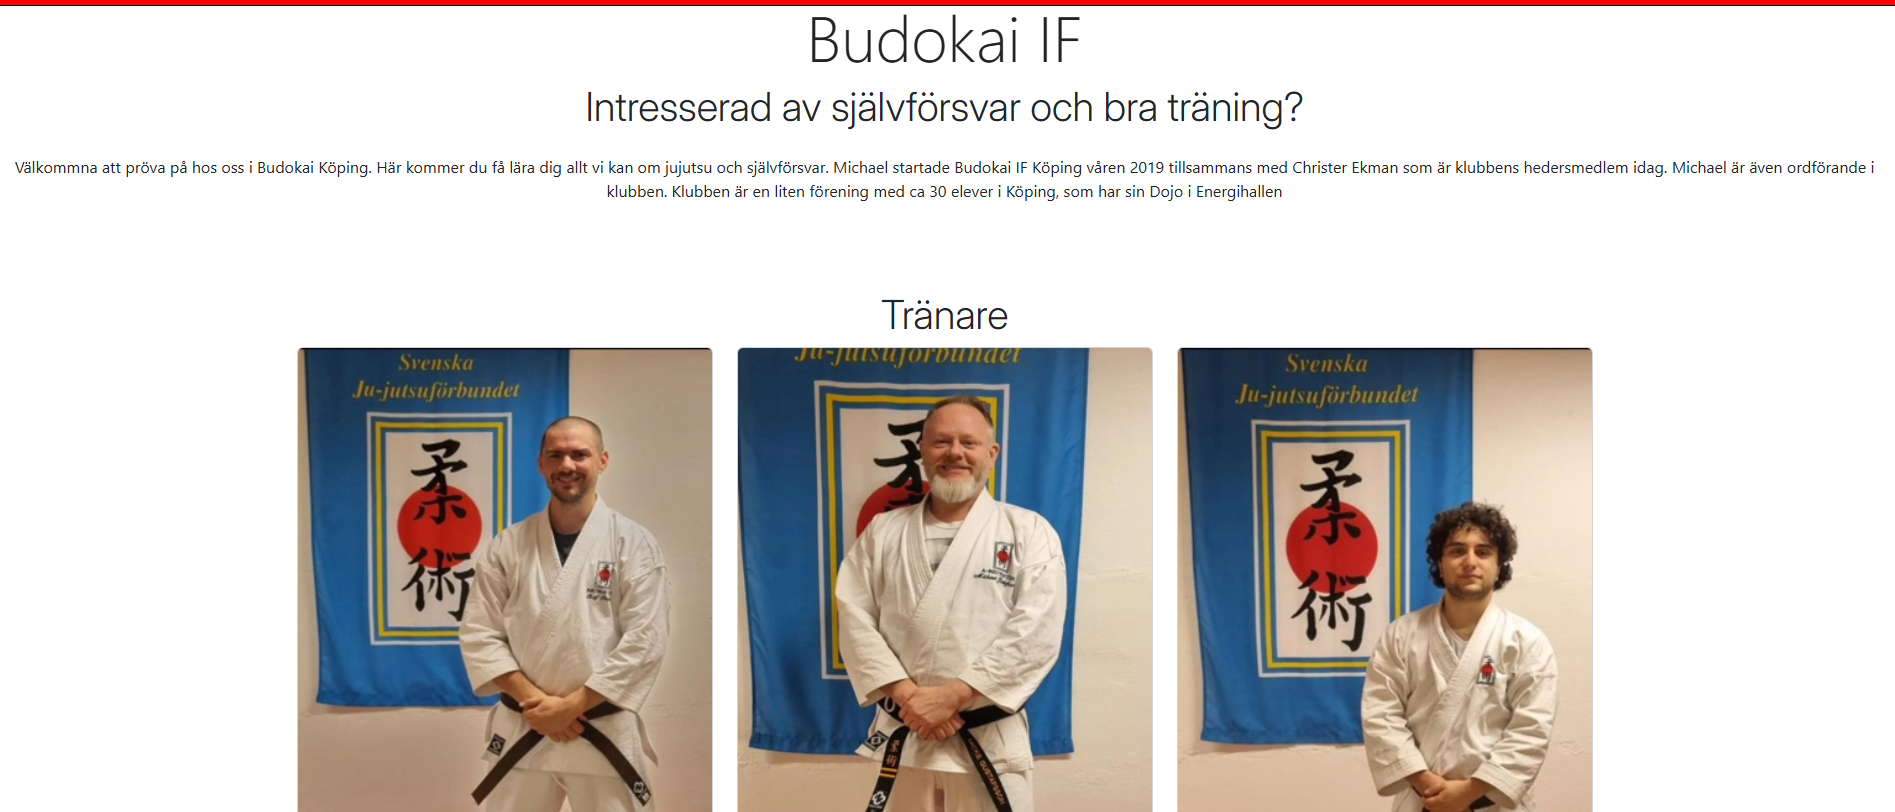 Budokai IF
Intresserad av självförsvar och bra träning?
Välkommna att pröva på hos oss i Budokai Köping. Här kommer du få lära dig allt vi kan om jujutsu och självförsvar. Michael startade Budokai IF Köping våren 2019 tillsammans med Christer Ekman som är klubbens hedersmedlem idag. Michael är även ordförande i
klubben. Klubben är en liten förening med ca 30 elever i Köping, som har sin Dojo i Energihallen
Tränare
Svenska
Ju-jutsuförbundet
柔
術
Ju-jutsuförbundet
Michael
柔術
GUSTAFSSON
Svenska
Ju-jutsuförbundet
柔
術